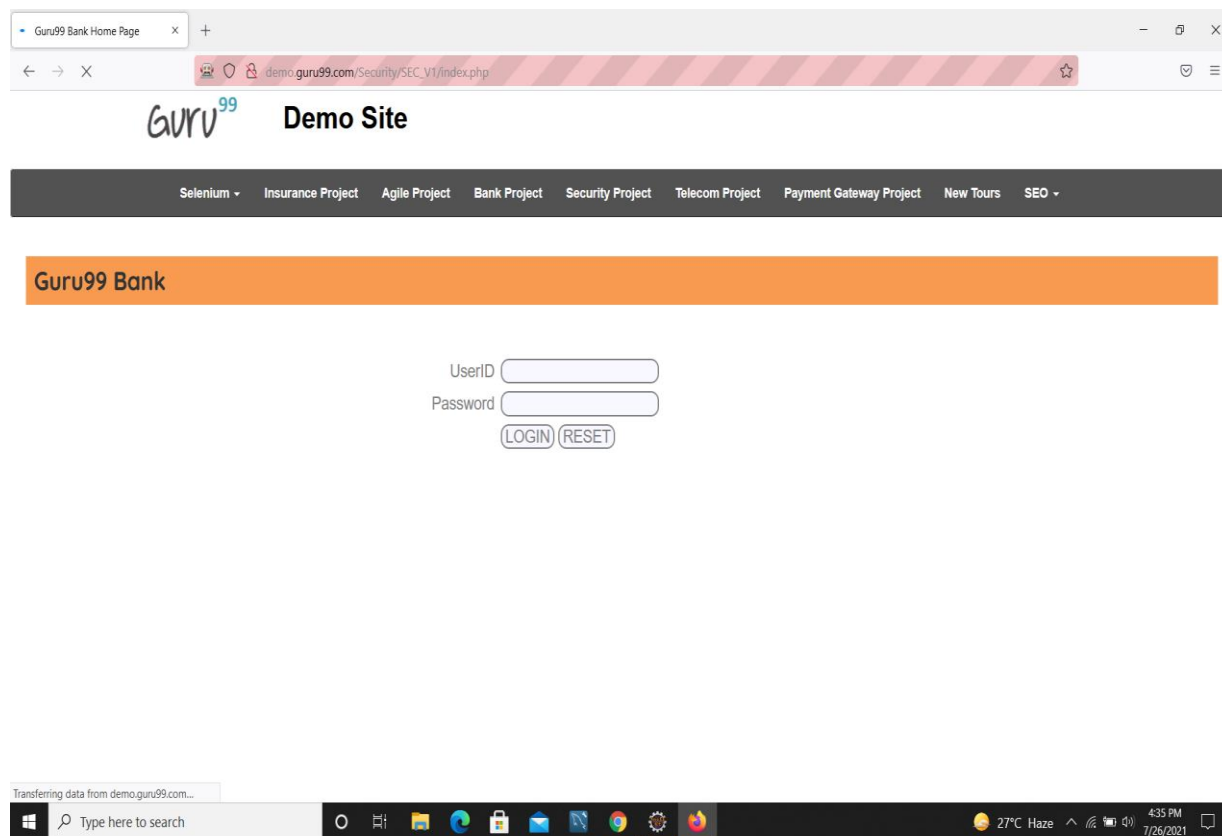 Guru99 Bank Home Page
demo.guru99.com/Security/SEC_V1/index.php
Guru99 Demo Site
Selenium Insurance Project Agile Project Bank Project Security Project Telecom Project Payment Gateway Project New Tours SEO
Guru99 Bank
UserID
Password
LOGIN RESET
Transferring data from demo.guru99.com...
Type here to search 27°C Haze 4:35 PM
7/26/2021